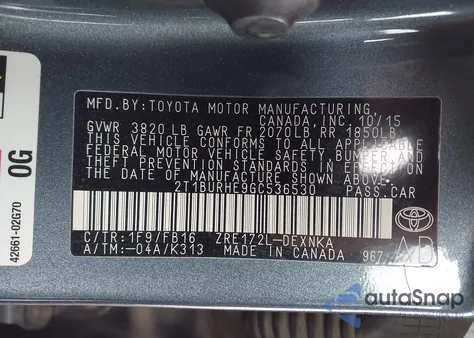 MFD.BY:TOYOTA MOTOR MANUFACTURING,
CANADA,INC. 10/15
GVWR 3820LB GAWR FR 2070LB RR 1850LB
THIS VEHICLE CONFORMS TO ALL APPLICABLE
FEDERAL MOTOR VEHICLE SAFETY, BUMPER, AND
THEFT PREVENTION STANDARDS IN EFFECT ON
THE DATE OF MANUFACTURE SHOWN ABOVE.
2T1BURHE9GC536530 PASS.CAR
C/TR:1F9/FB16 ZRE172L-DEXNKA
A/TM:-04A/K313 MADE IN CANADA 967
AD
TOYOTA
0G
42661-02G70
autoSnap